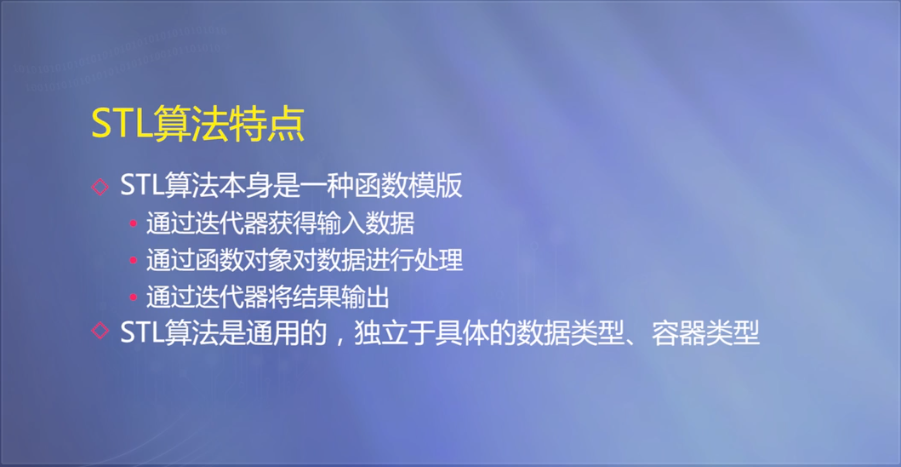 STL算法特点
STL算法本身是一种函数模版
通过迭代器获得输入数据
通过函数对象对数据进行处理
通过迭代器将结果输出
STL算法是通用的，独立于具体的数据类型、容器类型